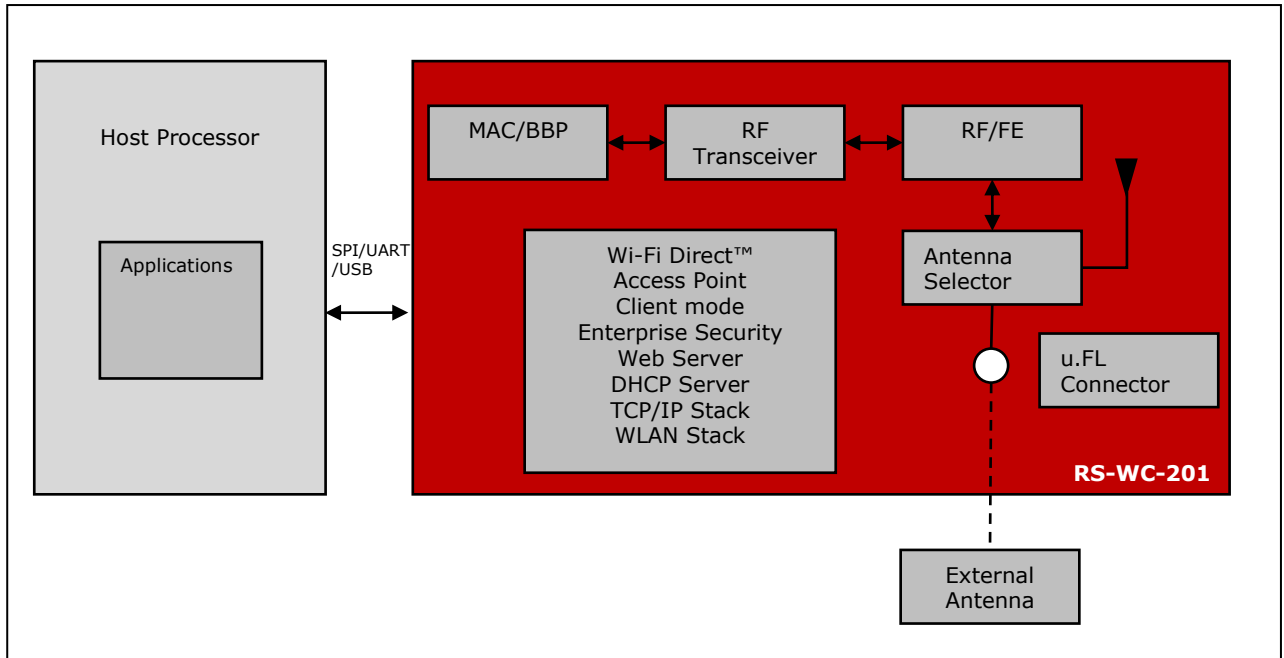 Host Processor
Applications
SPI/UART
/USB
MAC/BBP
RF
Transceiver
RF/FE
Wi-Fi Direct™
Access Point
Client mode
Enterprise Security
Web Server
DHCP Server
TCP/IP Stack
WLAN Stack
Antenna
Selector
u.FL
Connector
RS-WC-201
External
Antenna